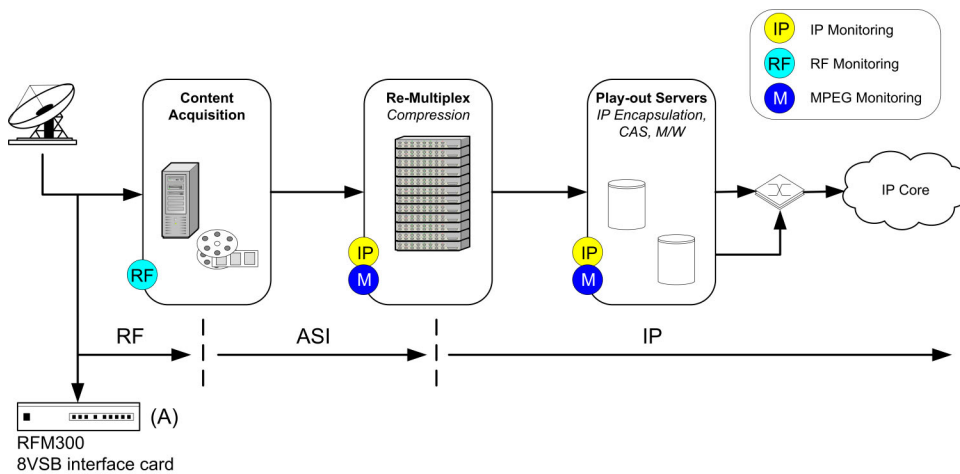 IP IP Monitoring
RF RF Monitoring
M MPEG Monitoring
Content
Acquisition
RF
Re-Multiplex
Compression
IP
M
Play-out Servers
IP Encapsulation,
CAS, M/W
IP
M
IP Core
RF
ASI
IP
(A)
RFM300
8VSB interface card